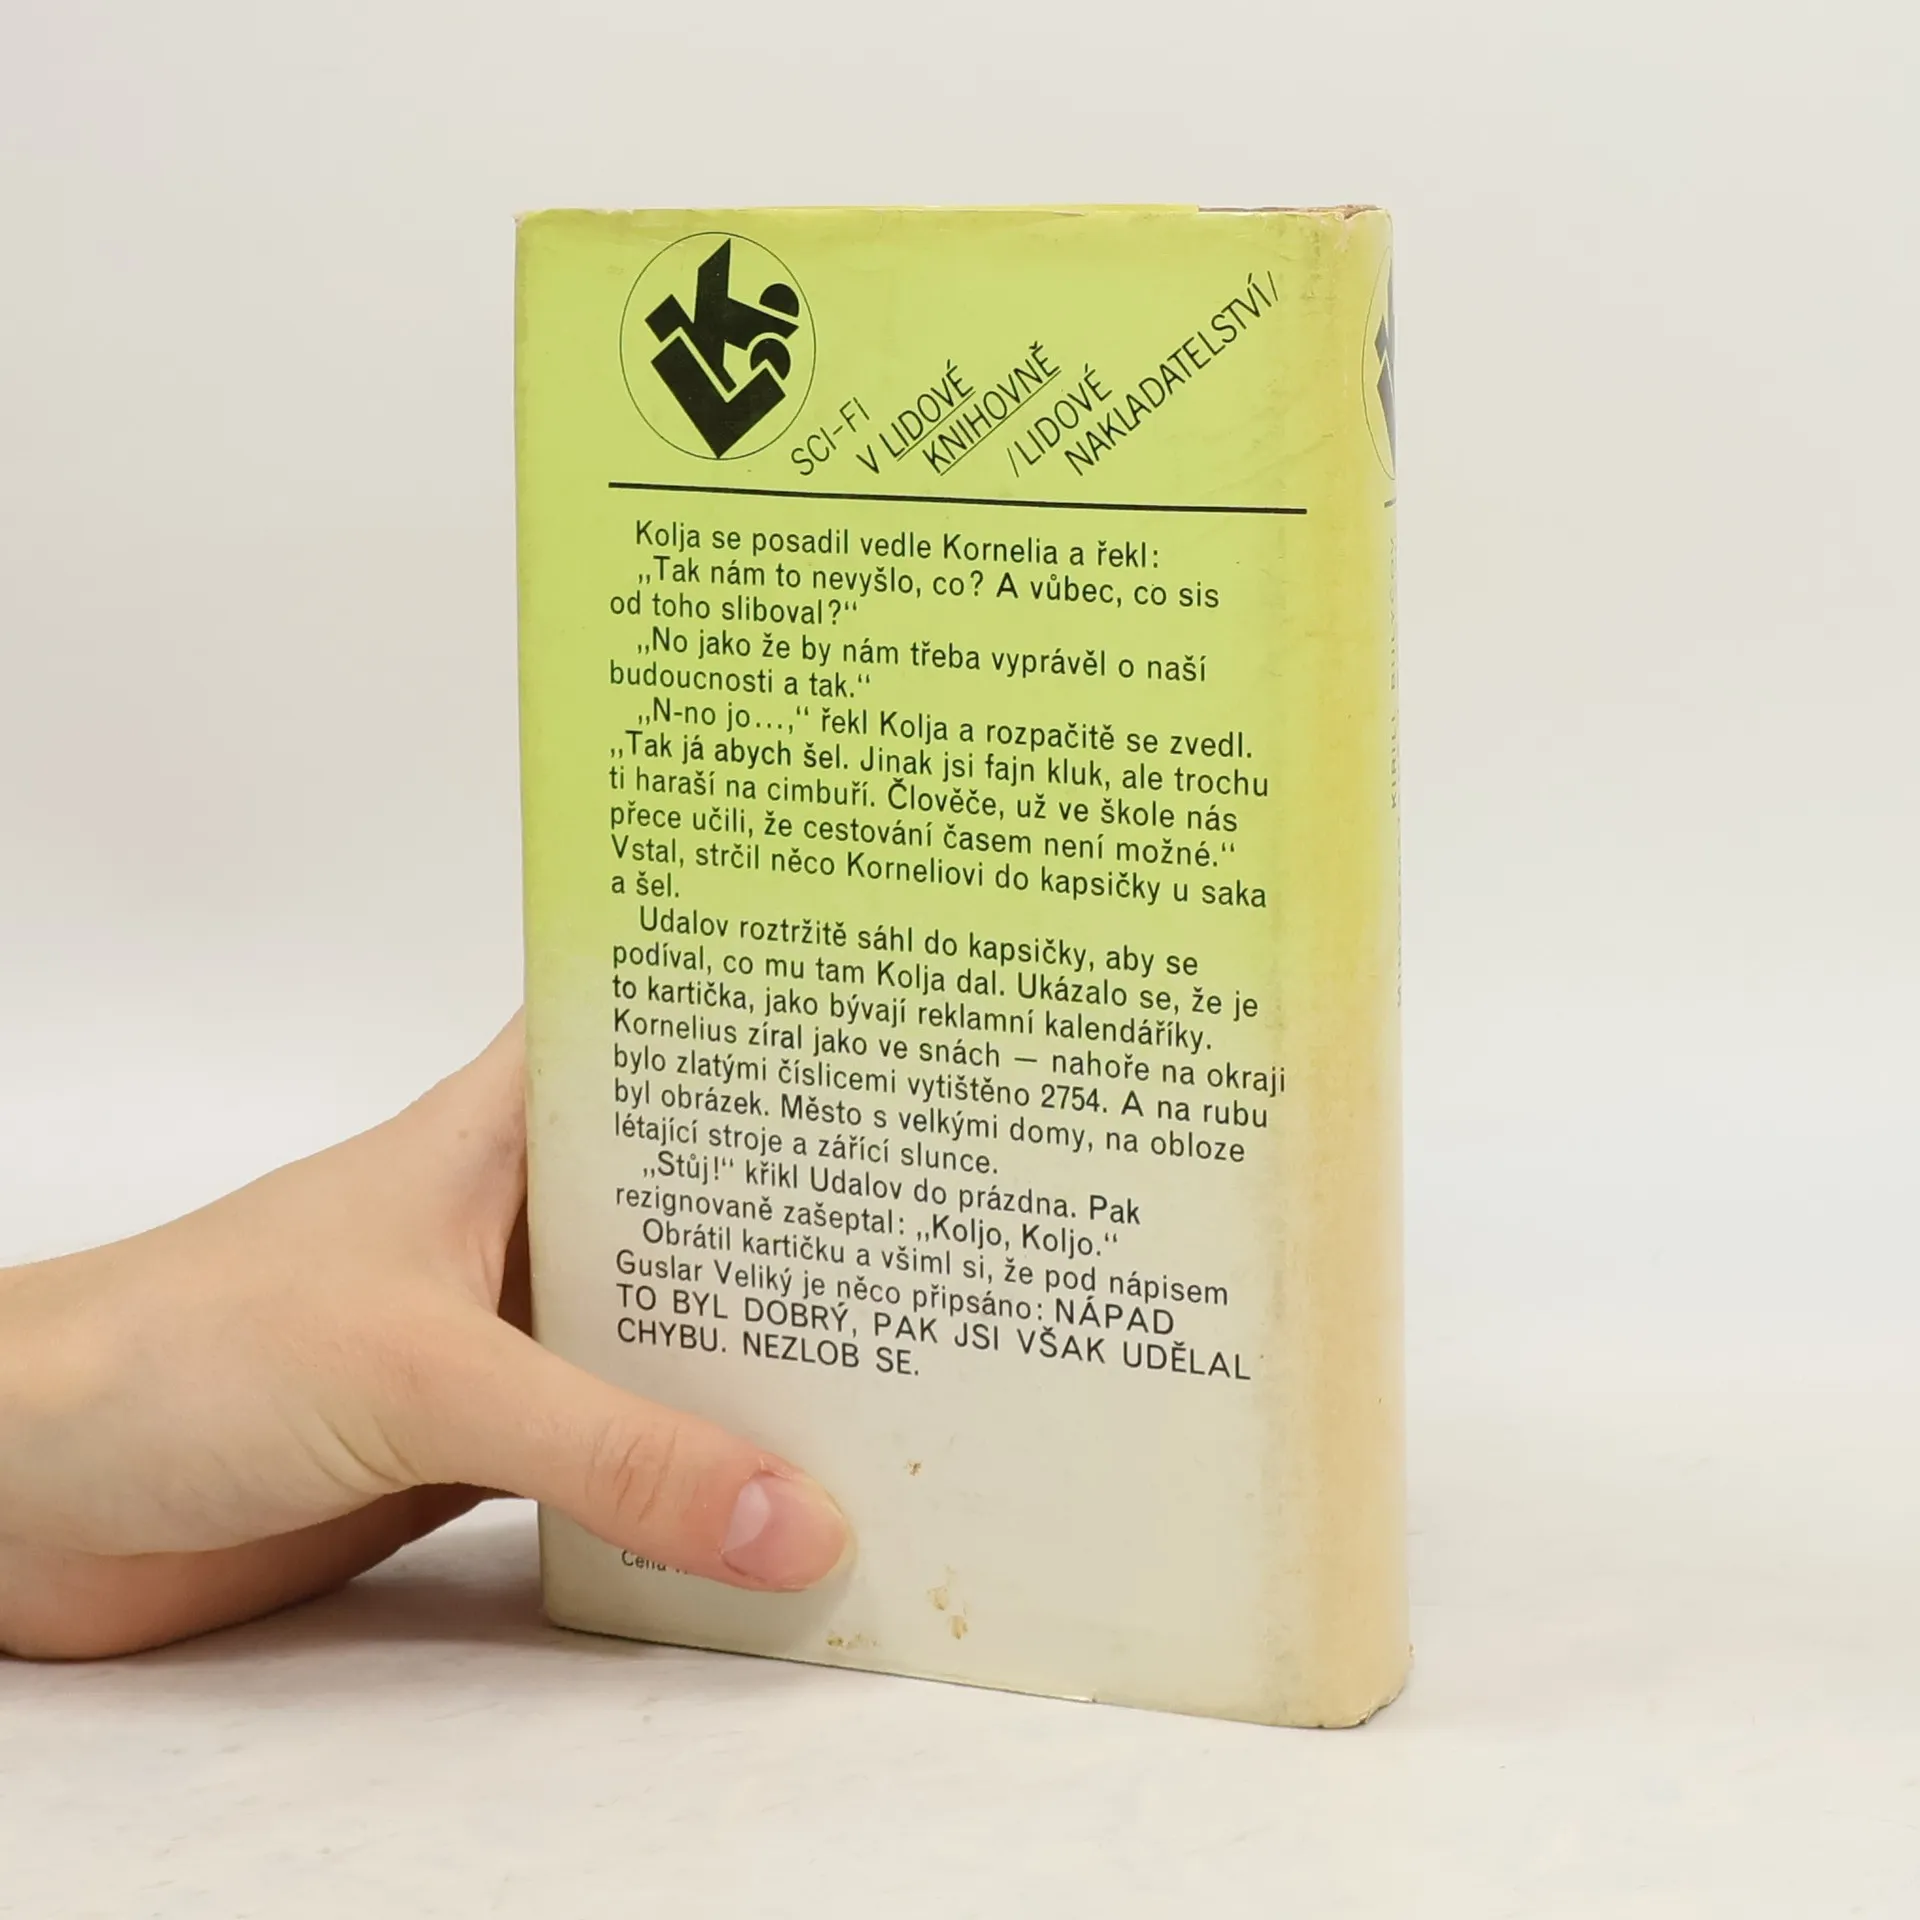 LK
SCI-FI
V LIDOVÉ
KNIHOVNĚ
/LIDOVÉ
NAKLADATELSTVÍ/
Kolja se posadil vedle Kornelia a řekl:
„Tak nám to nevyšlo, co? A vůbec, co sis
od toho sliboval?“
„No jako že by nám třeba vyprávěl o naší
budoucnosti a tak.“
„N-no jo...,“ řekl Kolja a rozpačitě se zvedl.
„Tak já abych šel. Jinak jsi fajn kluk, ale trochu
ti haraší na cimbuří. Člověče, už ve škole nás
přece učili, že cestování časem není možné.“
Vstal, strčil něco Korneliovi do kapsičky u saka
a šel.
Udalov roztržitě sáhl do kapsičky, aby se
podíval, co mu tam Kolja dal. Ukázalo se, že je
to kartička, jako bývají reklamní kalendáříky.
Kornelius zíral jako ve snách — nahoře na okraji
bylo zlatými číslicemi vytištěno 2754. A na rubu
byl obrázek. Město s velkými domy, na obloze
létající stroje a zářící slunce.
„Stůj!“ křikl Udalov do prázdna. Pak
rezignovaně zašeptal: „Koljo, Koljo.“
Obrátil kartičku a všiml si, že pod nápisem
Guslar Veliký je něco připsáno: NÁPAD
TO BYL DOBRÝ, PAK JSI VŠAK UDĚLAL
CHYBU. NEZLOB SE.
Cena